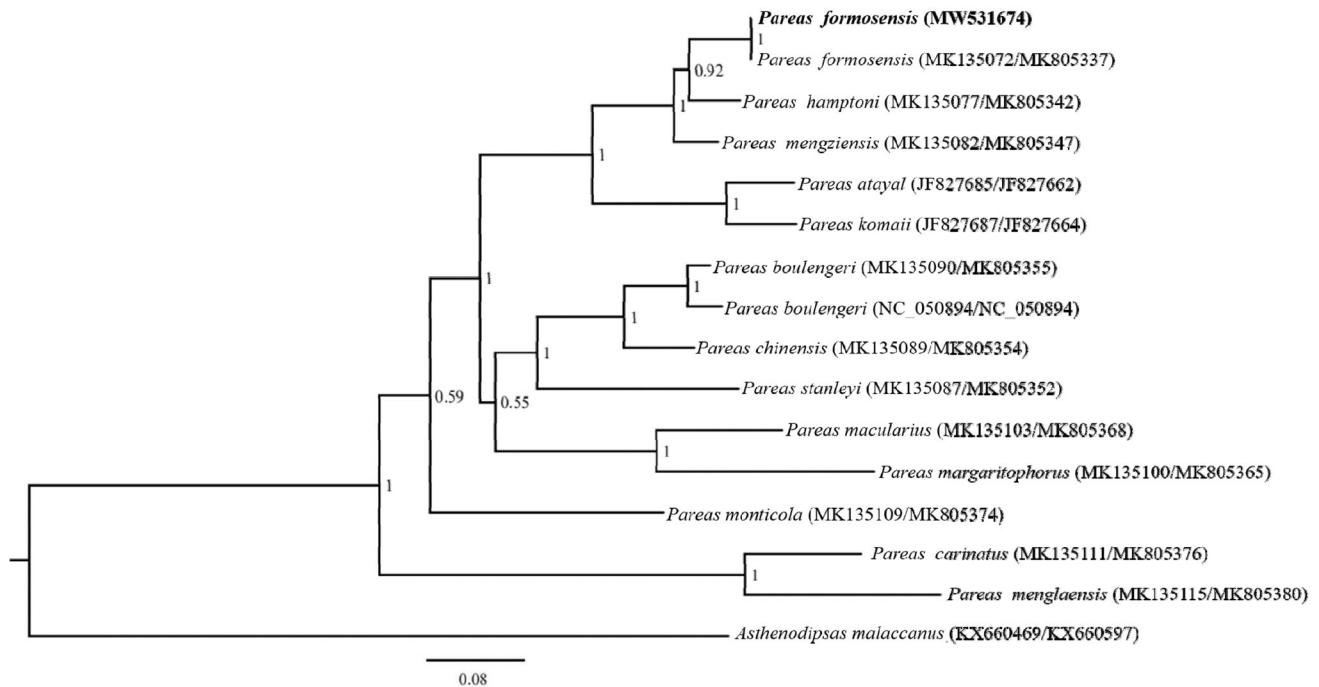 Pareas formosensis (MW531674)
1
Pareas formosensis (MK135072/MK805337)
0.92
Pareas hamptoni (MK135077/MK805342)
1
Pareas mengziensis (MK135082/MK805347)
1
Pareas atayal (JF827685/JF827662)
1
Pareas komaii (JF827687/JF827664)
1
Pareas boulengeri (MK135090/MK805355)
1
Pareas boulengeri (NC_050894/NC_050894)
1
Pareas chinensis (MK135089/MK805354)
1
Pareas stanleyi (MK135087/MK805352)
0.59
0.55
Pareas macularius (MK135103/MK805368)
1
Pareas margaritophorus (MK135100/MK805365)
1
Pareas monticola (MK135109/MK805374)
Pareas carinatus (MK135111/MK805376)
1
Pareas menglaensis (MK135115/MK805380)
Asthenodipsas malaccanus (KX660469/KX660597)
0.08